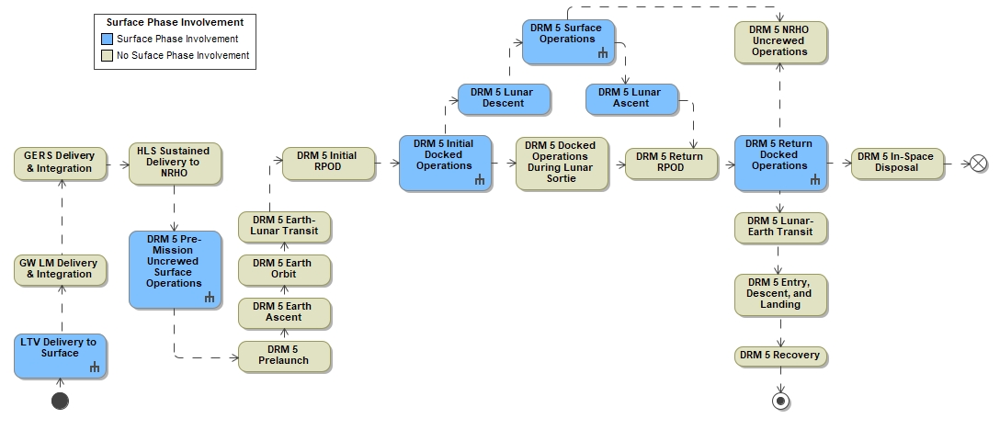 Surface Phase Involvement
Surface Phase Involvement
No Suface Phase Involvement
LTV Delivery to
Surface
GW LM Delivery
& Integration
GERS Delivery
& Integration
HLS Sustained
Delivery to
NRHO
DRM 5 Pre-
Mission
Uncrewed
Surface
Operations
DRM 5
Prelaunch
DRM 5 Earth
Ascent
DRM 5 Earth
Orbit
DRM 5 Earth-
Lunar Transit
DRM 5 Initial
RPOD
DRM 5 Initial
Docked
Operations
DRM 5 Lunar
Descent
DRM 5 Surface
Operations
DRM 5 Lunar
Ascent
DRM 5 Docked
Operations
During Lunar
Sortie
DRM 5 Return
RPOD
DRM 5 NRHO
Uncrewed
Operations
DRM 5 Return
Docked
Operations
DRM 5 In-Space
Disposal
DRM 5 Lunar-
Earth Transit
DRM 5 Entry,
Descent, and
Landing
DRM 5 Recovery